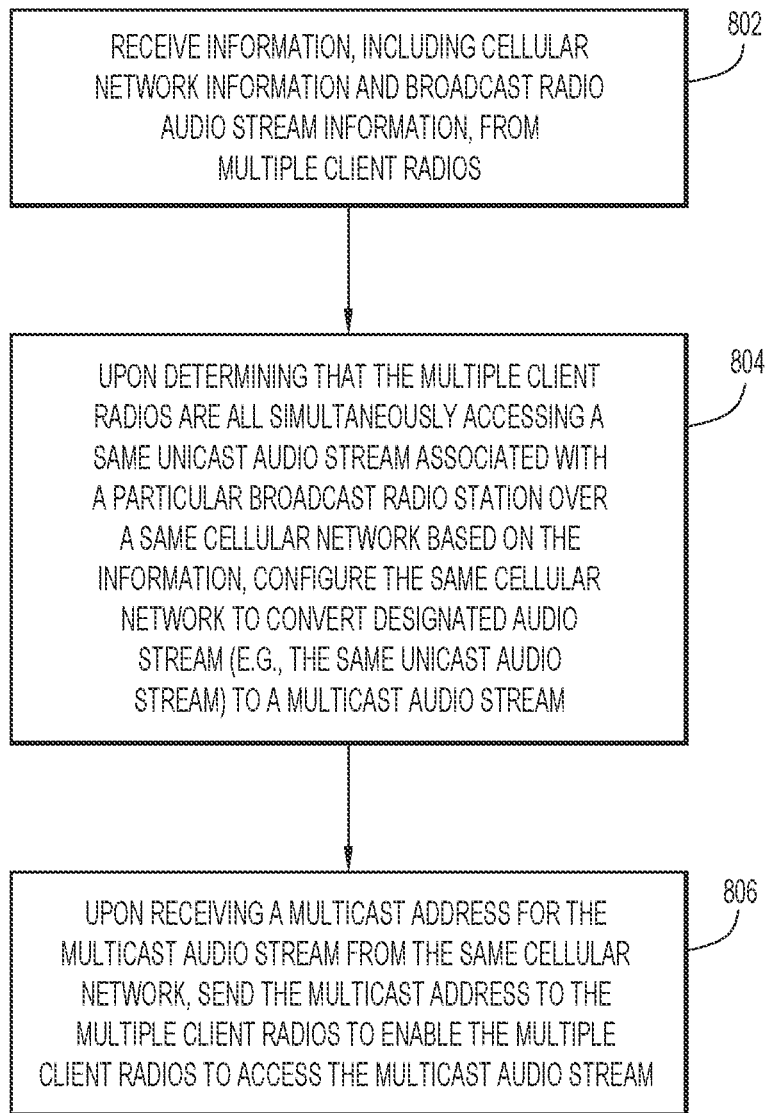 RECEIVE INFORMATION, INCLUDING CELLULAR
NETWORK INFORMATION AND BROADCAST RADIO
AUDIO STREAM INFORMATION, FROM
MULTIPLE CLIENT RADIOS
802
UPON DETERMINING THAT THE MULTIPLE CLIENT
RADIOS ARE ALL SIMULTANEOUSLY ACCESSING A
SAME UNICAST AUDIO STREAM ASSOCIATED WITH
A PARTICULAR BROADCAST RADIO STATION OVER
A SAME CELLULAR NETWORK BASED ON THE
INFORMATION, CONFIGURE THE SAME CELLULAR
NETWORK TO CONVERT DESIGNATED AUDIO
STREAM (E.G., THE SAME UNICAST AUDIO
STREAM) TO A MULTICAST AUDIO STREAM
804
UPON RECEIVING A MULTICAST ADDRESS FOR THE
MULTICAST AUDIO STREAM FROM THE SAME CELLULAR
NETWORK, SEND THE MULTICAST ADDRESS TO THE
MULTIPLE CLIENT RADIOS TO ENABLE THE MULTIPLE
CLIENT RADIOS TO ACCESS THE MULTICAST AUDIO STREAM
806